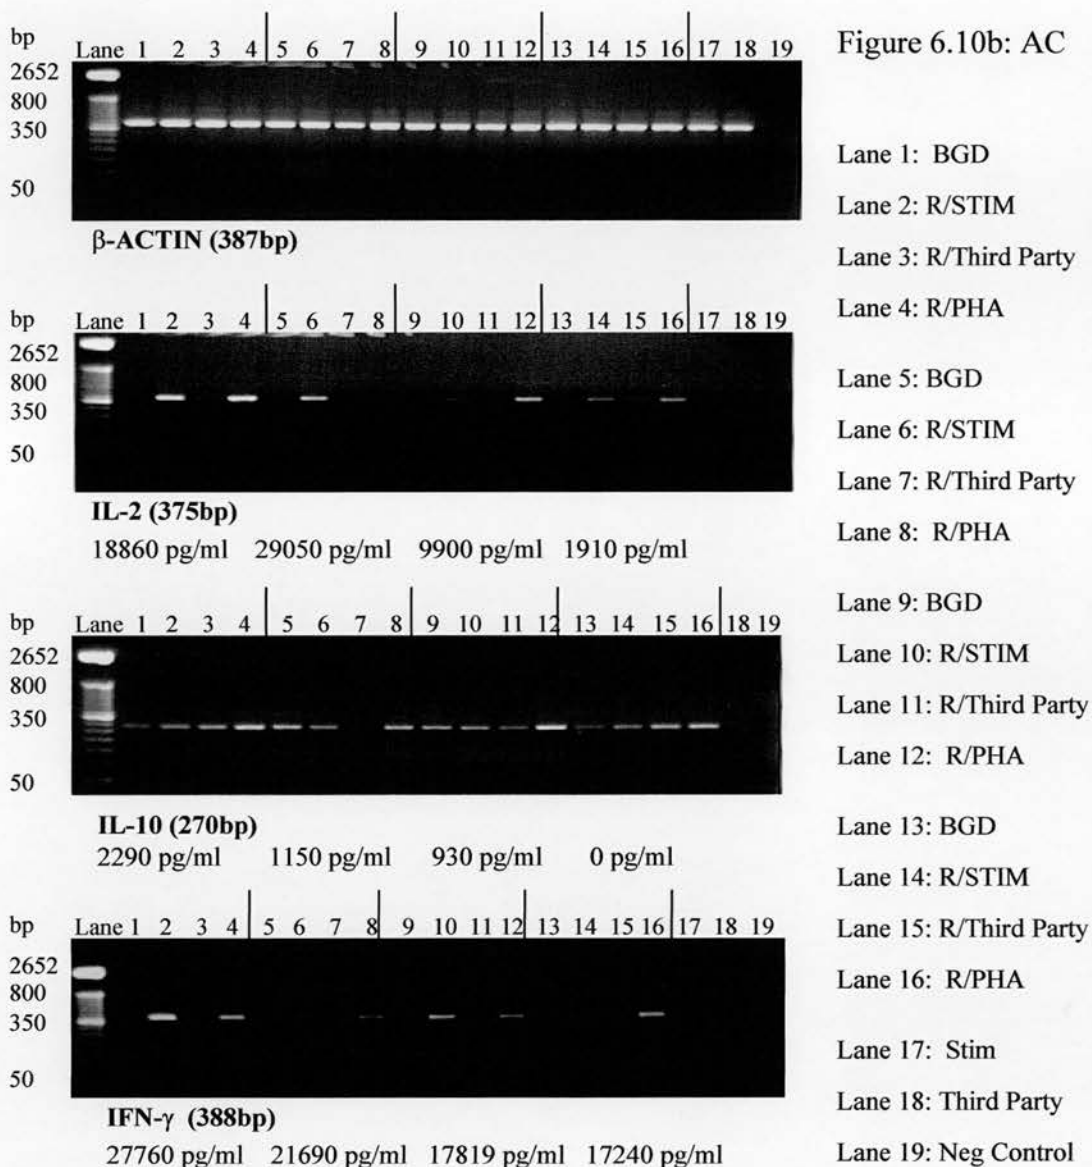 Figure 6.10b: AC
bp Lane 1 2 3 4 5 6 7 8 9 10 11 12 13 14 15 16 17 18 19
2652
800
350
50
β-ACTIN (387bp)
bp Lane 1 2 3 4 5 6 7 8 9 10 11 12 13 14 15 16 17 18 19
2652
800
350
50
IL-2 (375bp)
18860 pg/ml 29050 pg/ml 9900 pg/ml 1910 pg/ml
bp Lane 1 2 3 4 5 6 7 8 9 10 11 12 13 14 15 16 18 19
2652
800
350
50
IL-10 (270bp)
2290 pg/ml 1150 pg/ml 930 pg/ml 0 pg/ml
bp Lane 1 2 3 4 5 6 7 8 9 10 11 12 13 14 15 16 17 18 19
2652
800
350
50
IFN-γ (388bp)
27760 pg/ml 21690 pg/ml 17819 pg/ml 17240 pg/ml
Lane 1: BGD
Lane 2: R/STIM
Lane 3: R/Third Party
Lane 4: R/PHA
Lane 5: BGD
Lane 6: R/STIM
Lane 7: R/Third Party
Lane 8: R/PHA
Lane 9: BGD
Lane 10: R/STIM
Lane 11: R/Third Party
Lane 12: R/PHA
Lane 13: BGD
Lane 14: R/STIM
Lane 15: R/Third Party
Lane 16: R/PHA
Lane 17: Stim
Lane 18: Third Party
Lane 19: Neg Control